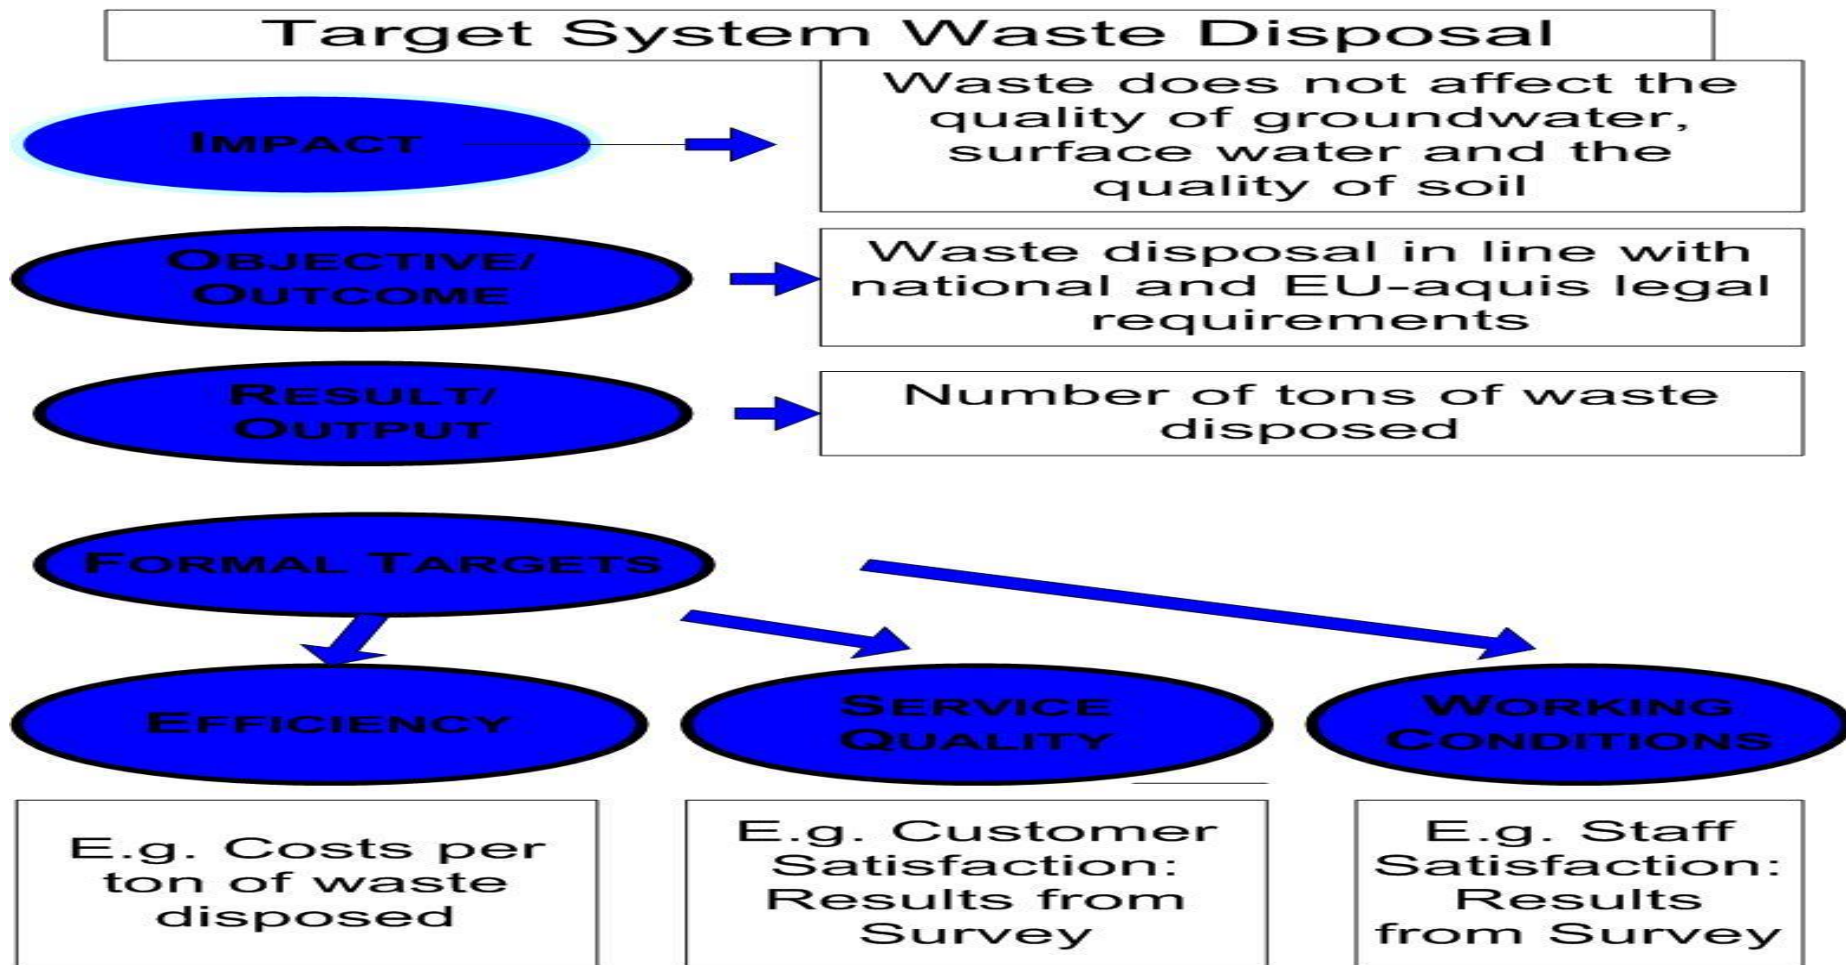 Target System Waste Disposal
IMPACT
Waste does not affect the
quality of groundwater,
surface water and the
quality of soil
OBJECTIVE/
OUTCOME
Waste disposal in line with
national and EU-aquis legal
requirements
RESULT/
OUTPUT
Number of tons of waste
disposed
FORMAL TARGETS
EFFICIENCY
SERVICE
QUALITY
WORKING
CONDITIONS
E.g. Costs per
ton of waste
disposed
E.g. Customer
Satisfaction:
Results from
Survey
E.g. Staff
Satisfaction:
Results
from Survey